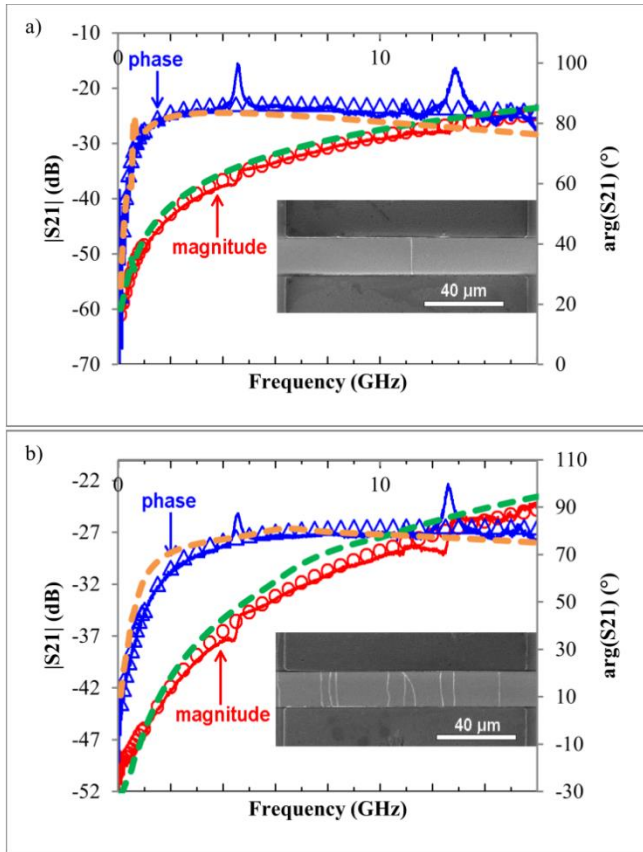 a)
-21
0
10
-30
-40
-50
-60
-70
|S21| (dB)
phase
magnitude
40 µm
100
80
60
40
20
0
arg(S21) (°)
Frequency (GHz)
b)
0
10
-22
-27
-32
-37
-42
-47
-52
|S21| (dB)
phase
magnitude
40 µm
110
90
70
50
30
10
-10
-30
arg(S21) (°)
Frequency (GHz)